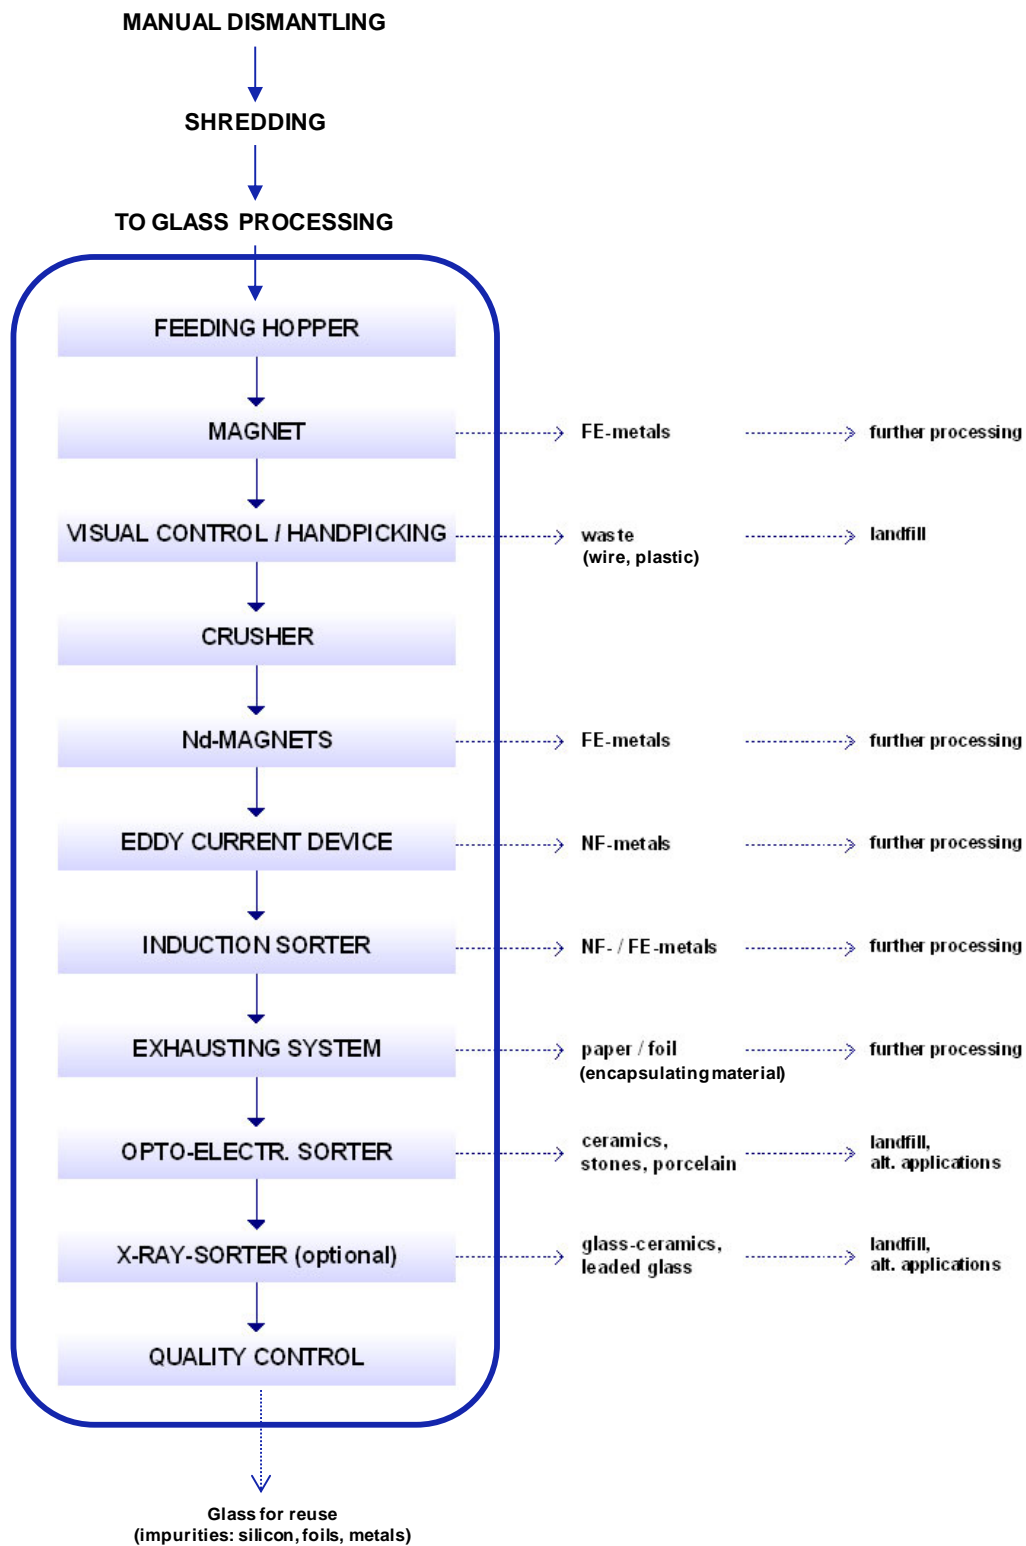 MANUAL DISMANTLING
SHREDDING
TO GLASS PROCESSING
FEEDING HOPPER
MAGNET
FE-metals
further processing
VISUAL CONTROL / HANDPICKING
waste
(wire, plastic)
landfill
CRUSHER
Nd-MAGNETS
FE-metals
further processing
EDDY CURRENT DEVICE
NF-metals
further processing
INDUCTION SORTER
NF- / FE-metals
further processing
EXHAUSTING SYSTEM
paper / foil
(encapsulating material)
further processing
OPTO-ELECTR. SORTER
ceramics,
stones, porcelain
landfill,
alt. applications
X-RAY-SORTER (optional)
glass-ceramics,
leaded glass
landfill,
alt. applications
QUALITY CONTROL
Glass for reuse
(impurities: silicon, foils, metals)